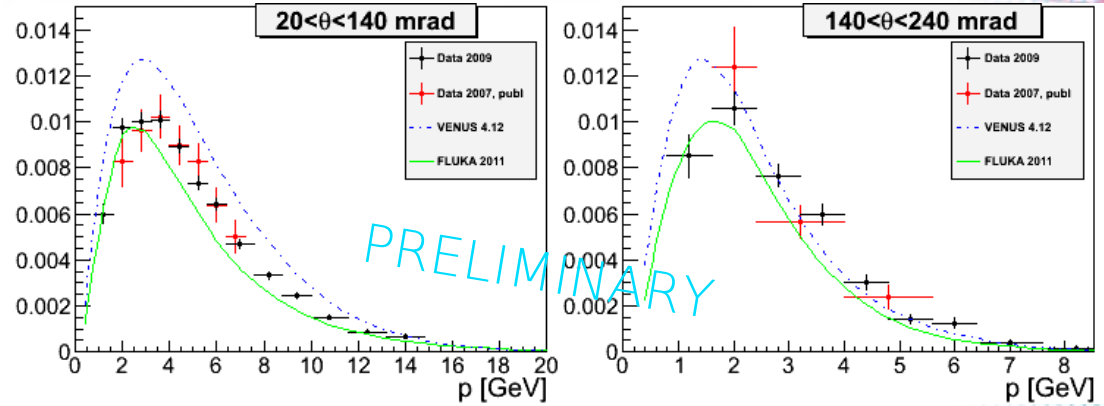 20<θ<140 mrad
0.014
0.012
0.01
0.008
0.006
0.004
0.002
0
Data 2009
Data 2007, publ
VENUS 4.12
FLUKA 2011
0 2 4 6 8 10 12 14 16 18 20
p [GeV]
140<θ<240 mrad
0.014
0.012
0.01
0.008
0.006
0.004
0.002
0
Data 2009
Data 2007, publ
VENUS 4.12
FLUKA 2011
0 1 2 3 4 5 6 7 8
p [GeV]
PRELIMINARY